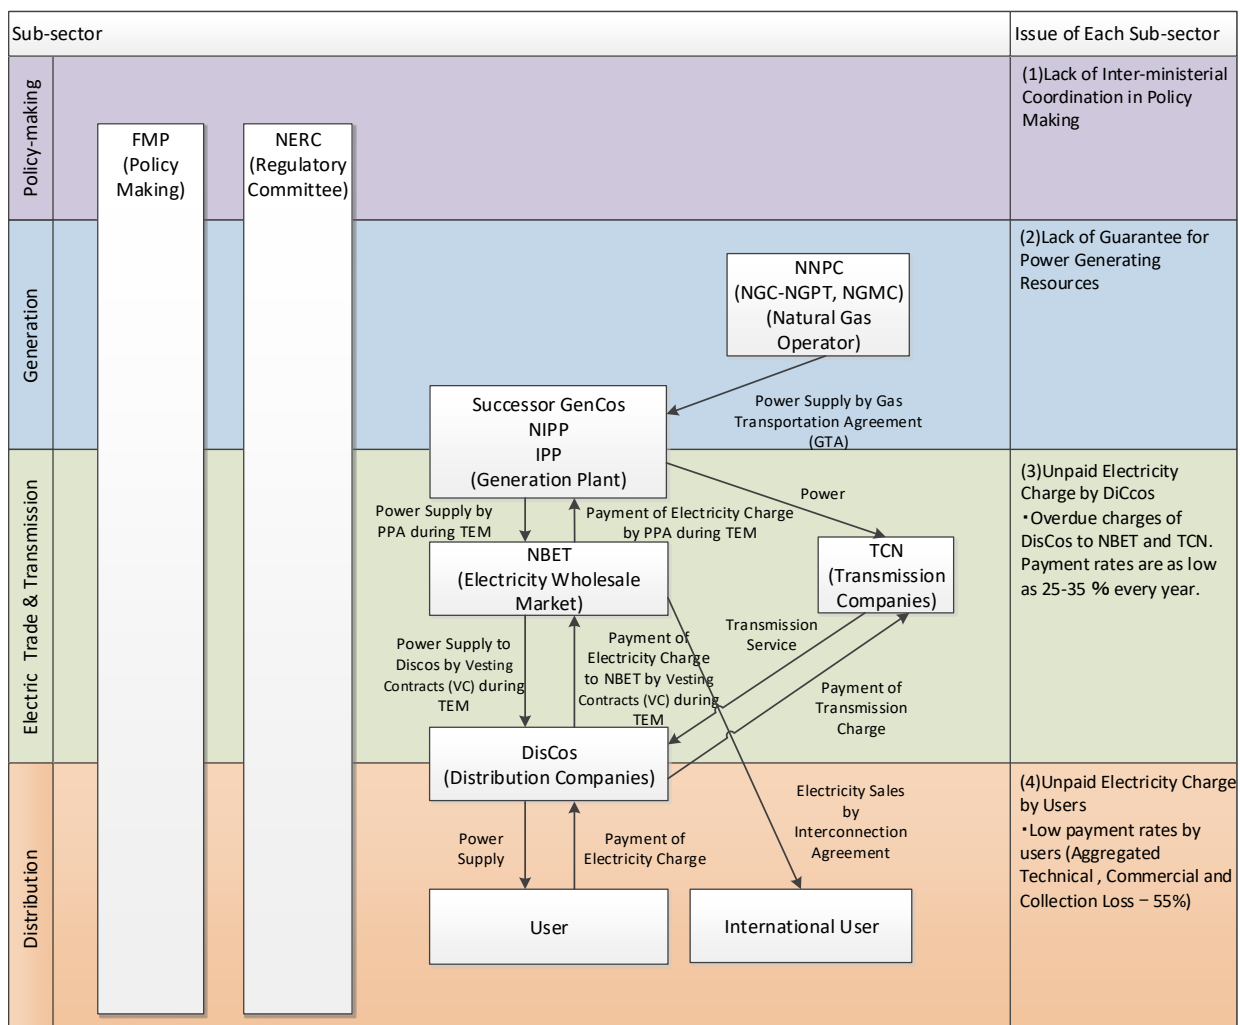 Sub-sector
Issue of Each Sub-sector
Policy-making
FMP
(Policy
Making)
NERC
(Regulatory
Committee)
(1)Lack of Inter-ministerial
Coordination in Policy
Making
Generation
NNPC
(NGC-NGPT, NGMC)
(Natural Gas
Operator)
(2)Lack of Guarantee for
Power Generating
Resources
Power Supply by Gas
Transportation Agreement
(GTA)
Successor GenCos
NIPP
IPP
(Generation Plant)
Electric Trade & Transmission
Power
Power Supply by
PPA during TEM
Payment of Electricity Charge
by PPA during TEM
NBET
(Electricity Wholesale
Market)
TCN
(Transmission
Companies)
(3)Unpaid Electricity
Charge by DiCcos
・Overdue charges of
DisCos to NBET and TCN.
Payment rates are as low
as 25-35 % every year.
Power Supply to
Discos by Vesting
Contracts (VC) during
TEM
Payment of
Electricity Charge
to NBET by Vesting
Contracts (VC) during
TEM
Transmission
Service
Payment of
Transmission
Charge
DisCos
(Distribution Companies)
Distribution
Power
Supply
Payment of
Electricity Charge
Electricity Sales
by
Interconnection
Agreement
(4)Unpaid Electricity Charge
by Users
・Low payment rates by
users (Aggregated
Technical , Commercial and
Collection Loss – 55%)
User
International User